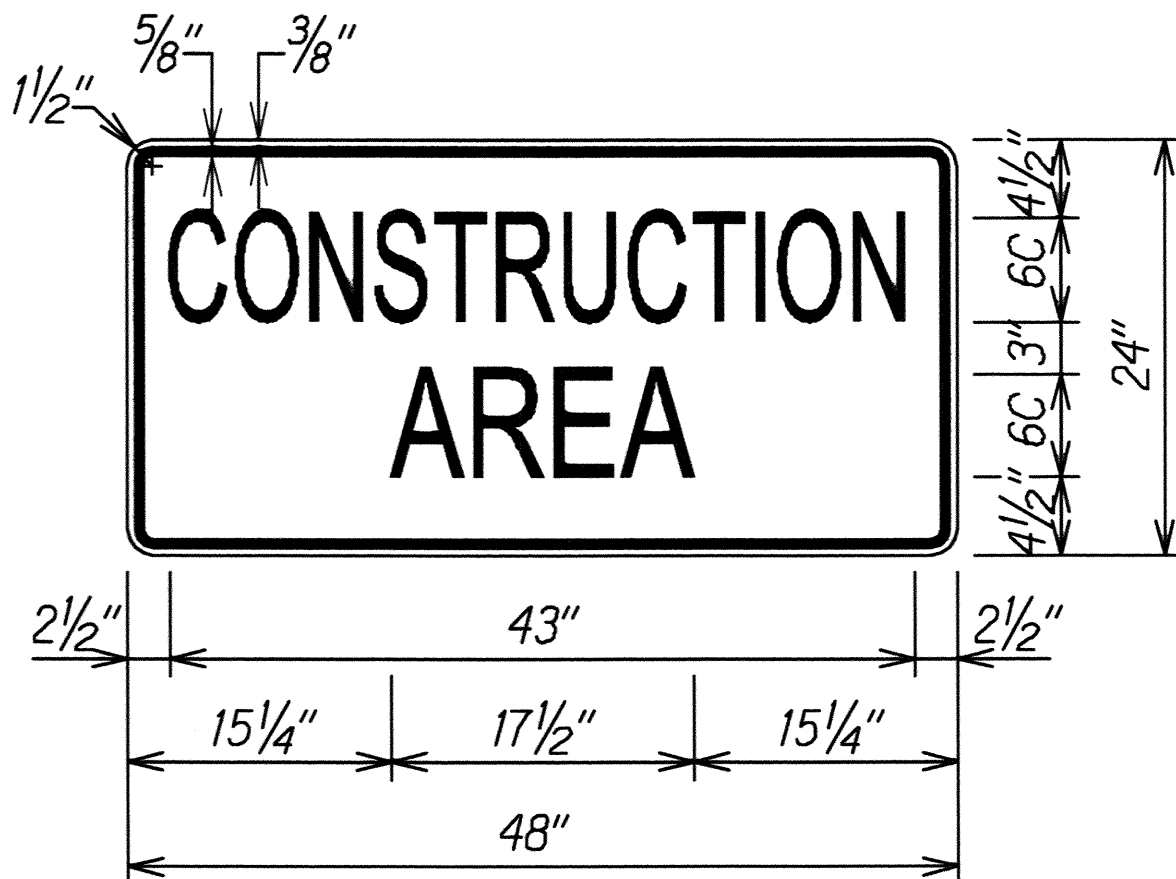 5/8" 3/8"
1 1/2"
CONSTRUCTION
AREA
4 1/2"
6C
3"
6C
4 1/2"
24"
2 1/2" 43" 2 1/2"
15 1/4" 17 1/2" 15 1/4"
48"